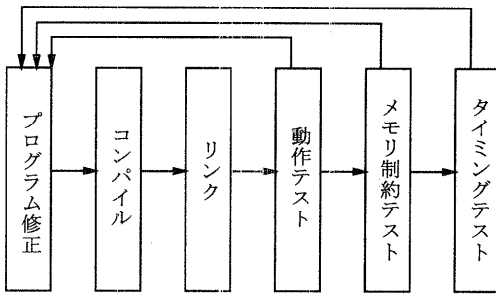 プログラム修正
コンパイル
リンク
動作テスト
メモリ制約テスト
タイミングテスト